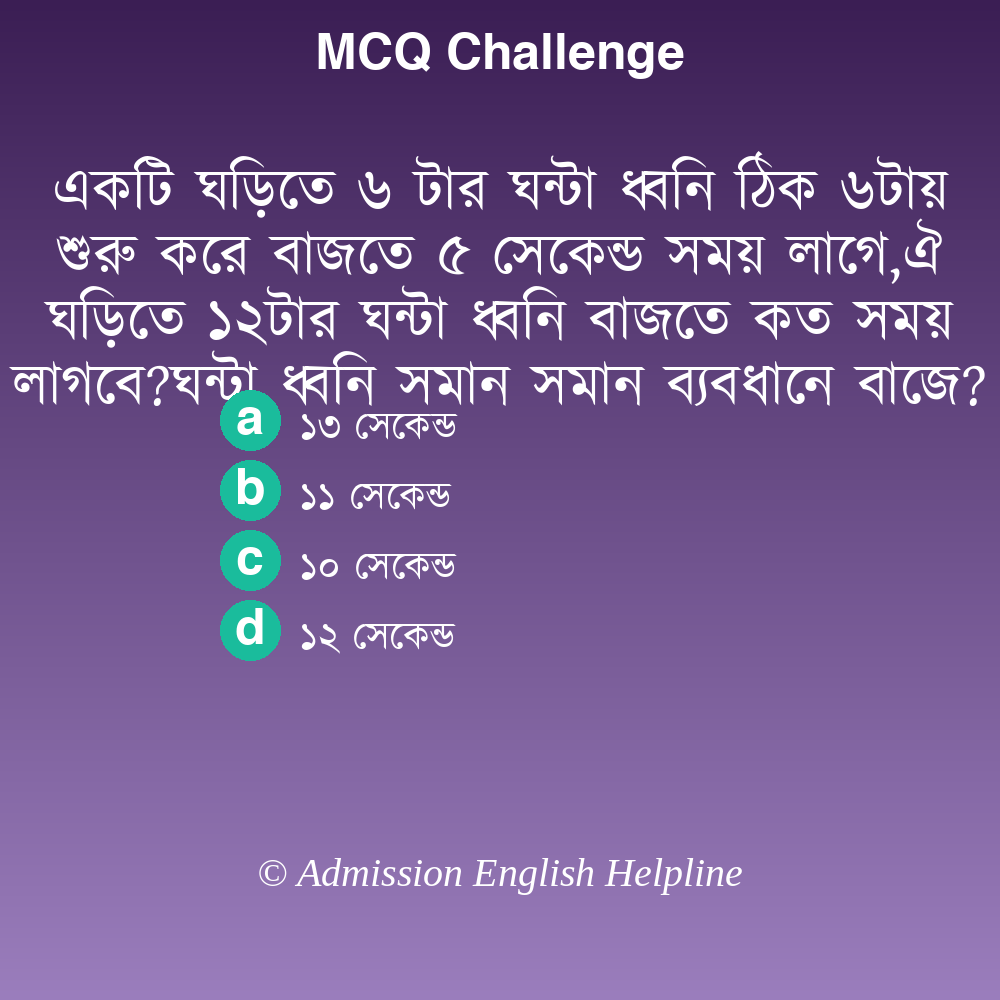 MCQ Challenge
একটি ঘড়িতে ৬ টার ঘন্টা ধ্বনি ঠিক ৬টায়
শুরু করে বাজতে ৫ সেকেন্ড সময় লাগে,ঐ
ঘড়িতে ১২টার ঘন্টা ধ্বনি বাজতে কত সময়
লাগবে?ঘন্টা ধ্বনি সমান সমান ব্যবধানে বাজে?
a ১৩ সেকেন্ড
b ১১ সেকেন্ড
c ১০ সেকেন্ড
d ১২ সেকেন্ড
© Admission English Helpline